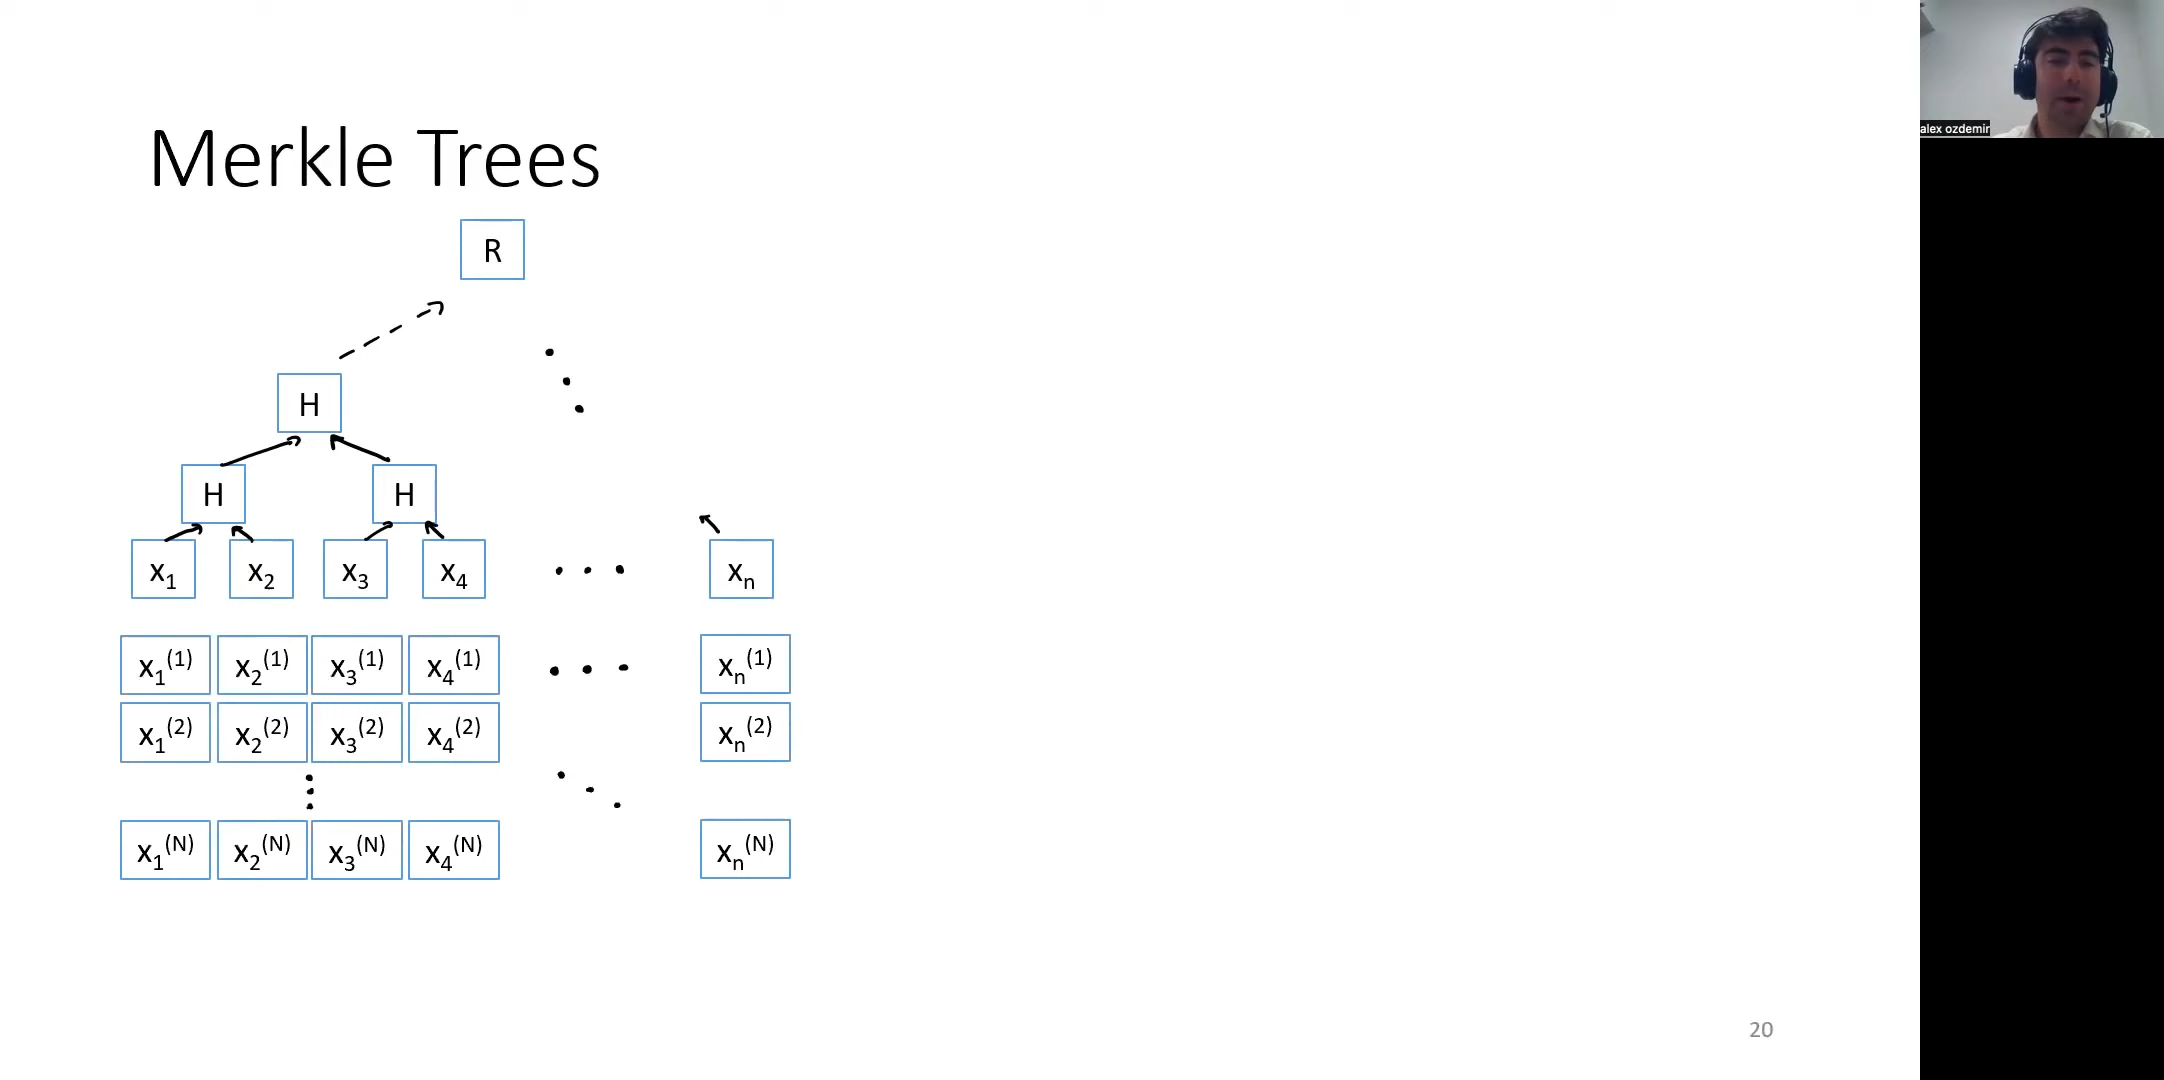 Merkle Trees
R
H
H H
x₁ x₂ x₃ x₄ xₙ
x₁⁽¹⁾ x₂⁽¹⁾ x₃⁽¹⁾ x₄⁽¹⁾ xₙ⁽¹⁾
x₁⁽²⁾ x₂⁽²⁾ x₃⁽²⁾ x₄⁽²⁾ xₙ⁽²⁾
x₁⁽ᴺ⁾ x₂⁽ᴺ⁾ x₃⁽ᴺ⁾ x₄⁽ᴺ⁾ xₙ⁽ᴺ⁾
20
alex ozdemir